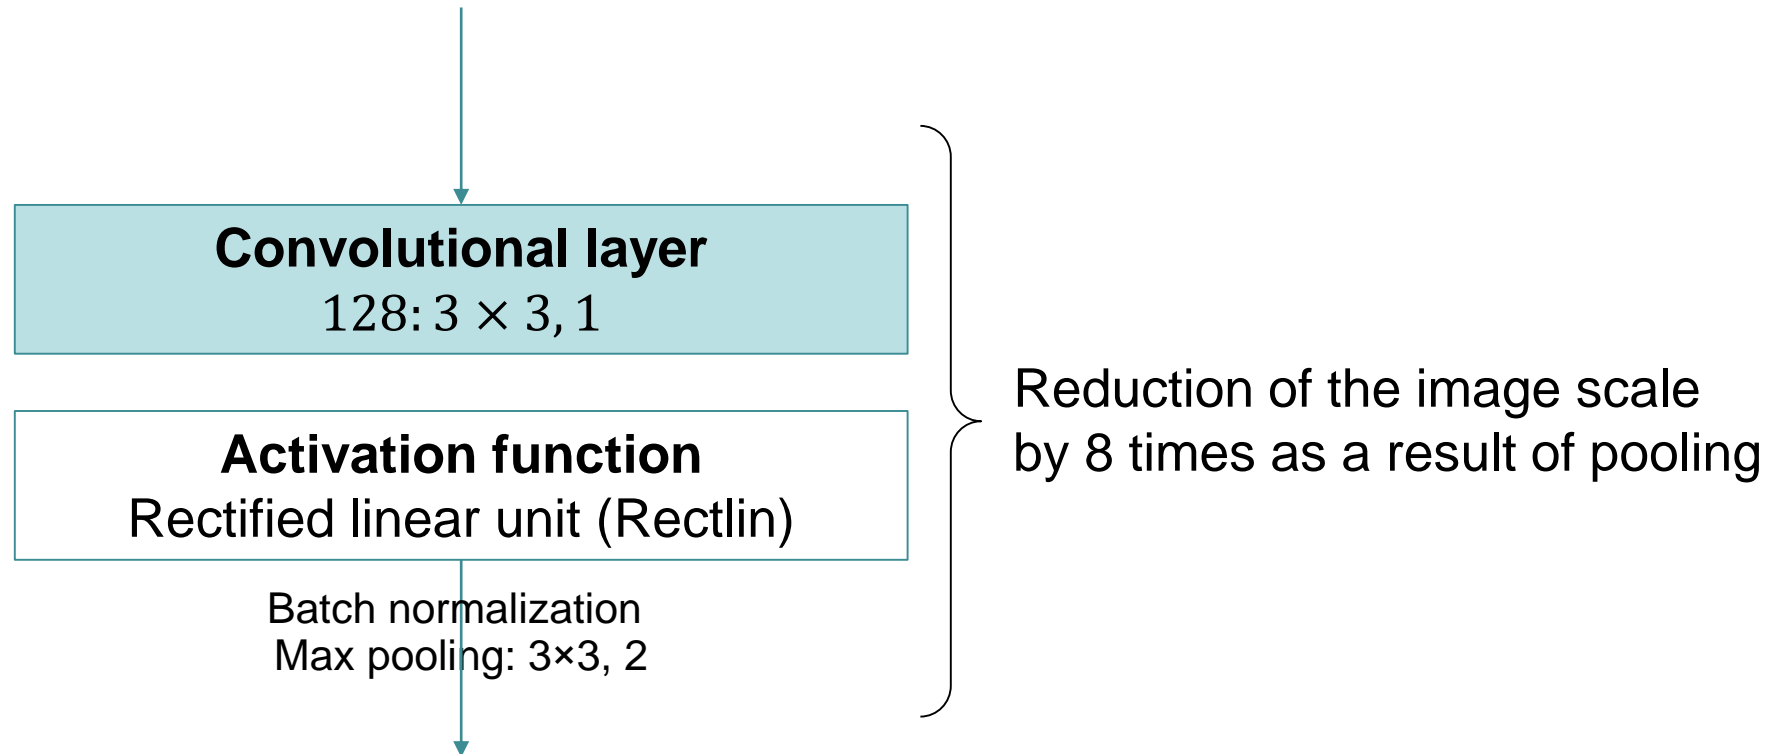 Convolutional layer
128: 3 × 3, 1
Activation function
Rectified linear unit (Rectlin)
Batch normalization
Max pooling: 3×3, 2
Reduction of the image scale
by 8 times as a result of pooling